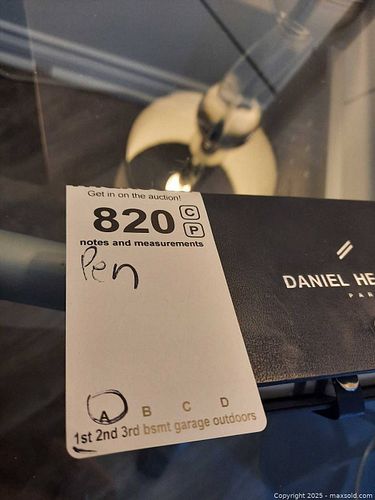 Get in on the auction!
820 C
P
notes and measurements
Pen
DANIEL HE
PAR
A B C D
1st 2nd 3rd bsmt garage outdoors
Copyright 2025 - maxsold.com